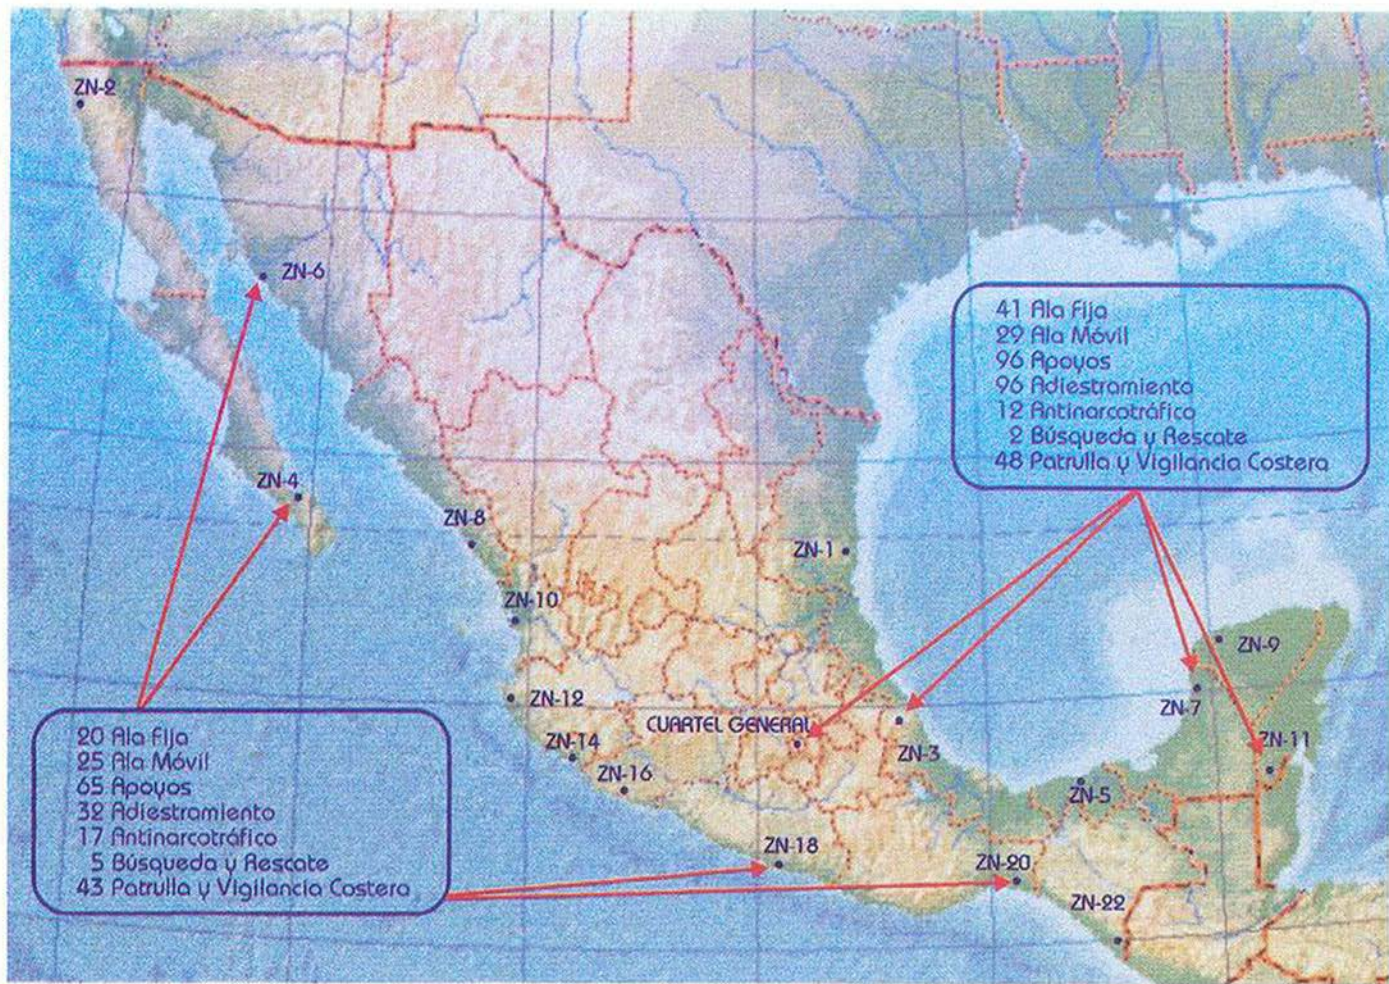 ZN-2
ZN-6
41 Ala Fija
29 Ala Móvil
96 Apoyos
96 Adiestramiento
12 Antinarcotráfico
2 Búsqueda y Rescate
48 Patrulla y Vigilancia Costera
ZN-4
ZN-8
ZN-1
ZN-10
ZN-9
ZN-12
ZN-7
CUARTEL GENERAL
ZN-3
ZN-11
ZN-14
ZN-16
ZN-5
20 Ala Fija
25 Ala Móvil
65 Apoyos
32 Adiestramiento
17 Antinarcotráfico
5 Búsqueda y Rescate
43 Patrulla y Vigilancia Costera
ZN-18
ZN-20
ZN-22